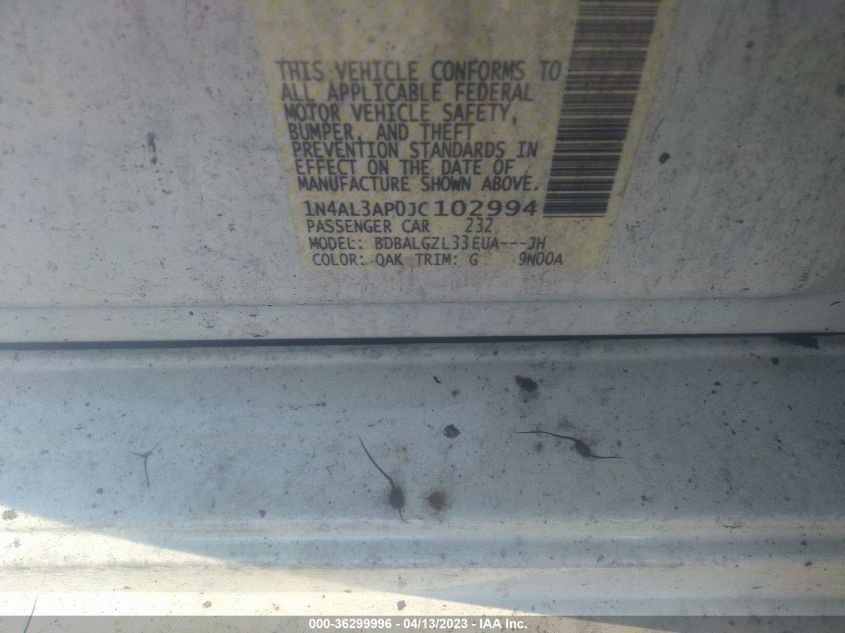 THIS VEHICLE CONFORMS TO
ALL APPLICABLE FEDERAL
MOTOR VEHICLE SAFETY,
BUMPER, AND THEFT
PREVENTION STANDARDS IN
EFFECT ON THE DATE OF
MANUFACTURE SHOWN ABOVE.
1N4AL3AP0JC102994
PASSENGER CAR 232
MODEL: BDBALGZL33EUA---JH
COLOR: QAK TRIM: G 9N00A
000-36299996 - 04/13/2023 - IAA Inc.